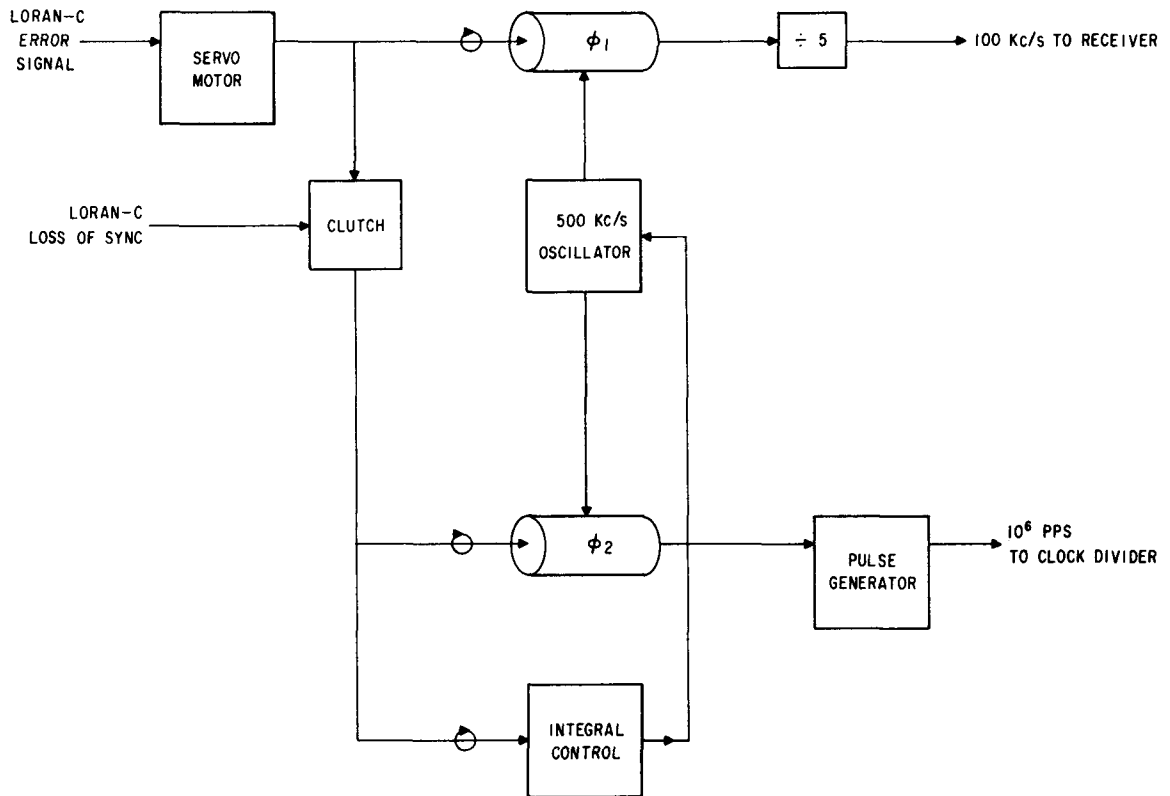 LORAN-C
ERROR
SIGNAL
SERVO
MOTOR
ϕ1
÷ 5
100 Kc/s TO RECEIVER
LORAN-C
LOSS OF SYNC
CLUTCH
500 Kc/s
OSCILLATOR
ϕ2
PULSE
GENERATOR
10⁶ PPS
TO CLOCK DIVIDER
INTEGRAL
CONTROL